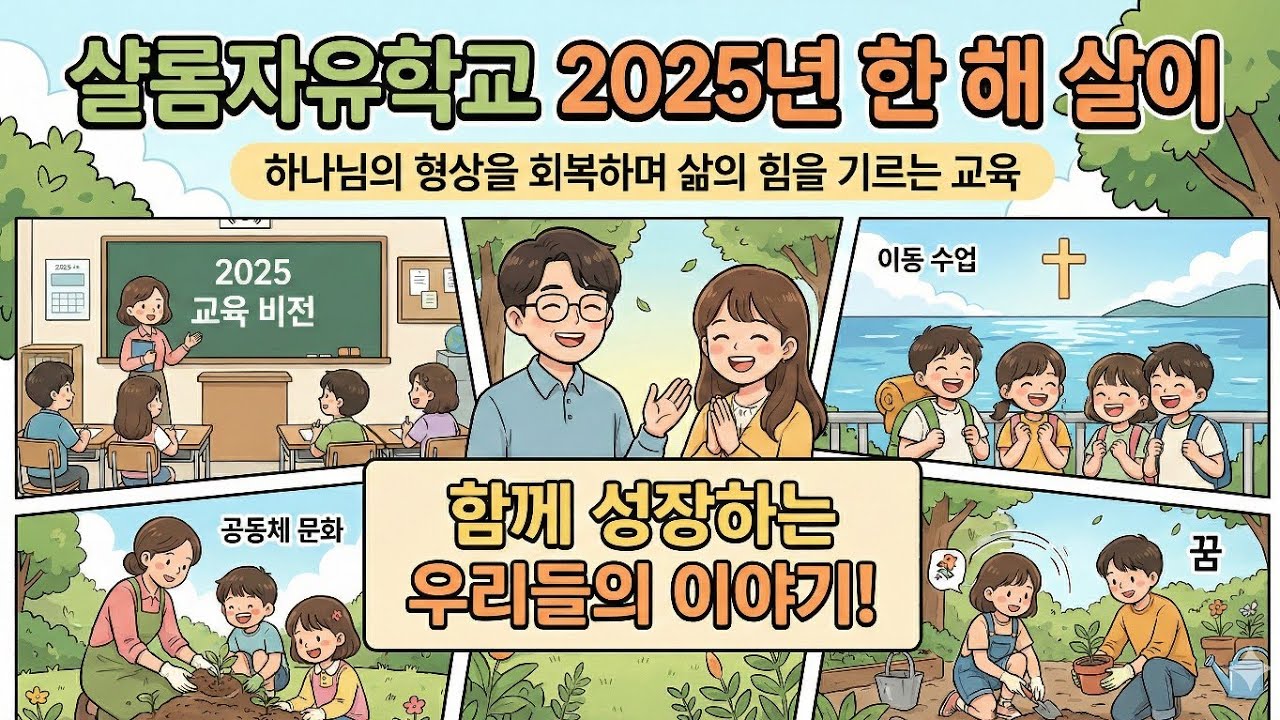 샬롬자유학교 2025년 한 해 살이
하나님의 형상을 회복하며 삶의 힘을 기르는 교육
2025
교육 비전
이동 수업
공동체 문화
함께 성장하는
우리들의 이야기!
꿈